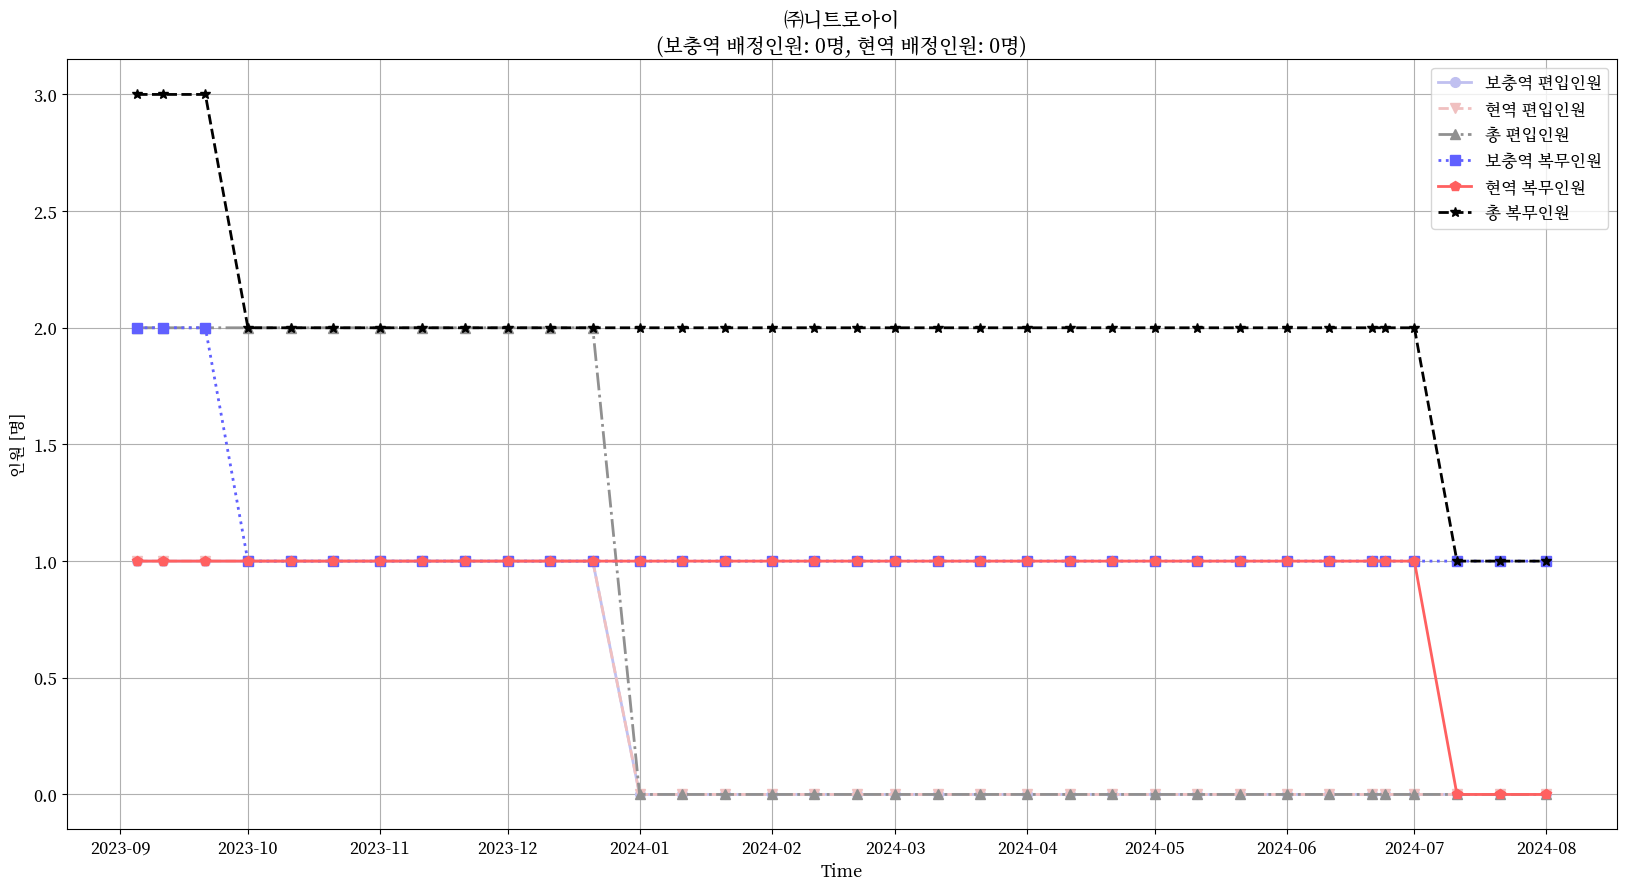 ㈜니트로아이
(보충역 배정인원: 0명, 현역 배정인원: 0명)
보충역 편입인원
현역 편입인원
총 편입인원
보충역 복무인원
현역 복무인원
총 복무인원
인원 [명]
3.0
2.5
2.0
1.5
1.0
0.5
0.0
2023-09 2023-10 2023-11 2023-12 2024-01 2024-02 2024-03 2024-04 2024-05 2024-06 2024-07 2024-08
Time